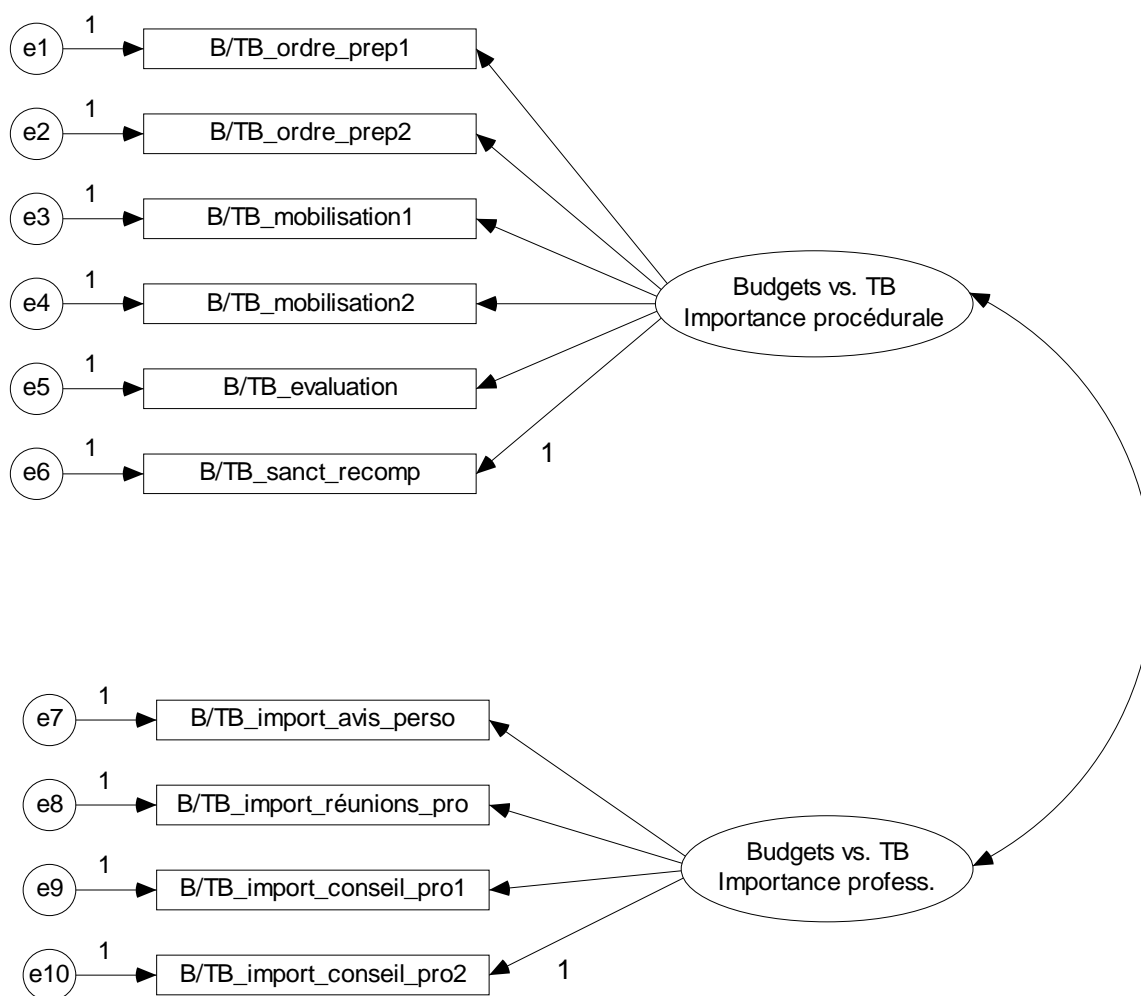 1
e1
B/TB_ordre_prep1
1
e2
B/TB_ordre_prep2
1
e3
B/TB_mobilisation1
1
e4
B/TB_mobilisation2
Budgets vs. TB
Importance procédurale
1
e5
B/TB_evaluation
1
e6
B/TB_sanct_recomp
1
1
e7
B/TB_import_avis_perso
1
e8
B/TB_import_réunions_pro
1
e9
B/TB_import_conseil_pro1
Budgets vs. TB
Importance profess.
1
e10
B/TB_import_conseil_pro2
1